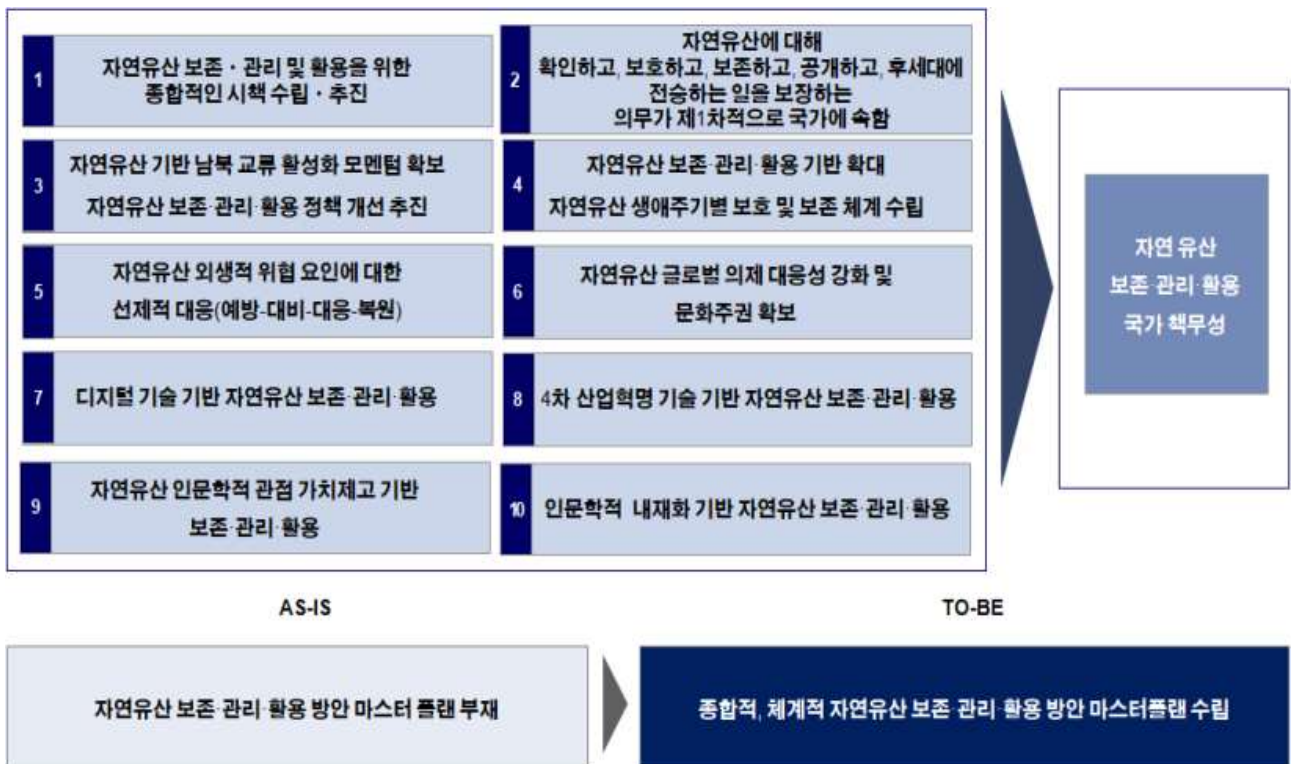 1
자연유산 보존・관리 및 활용을 위한
종합적인 시책 수립・추진
2
자연유산에 대해
확인하고, 보호하고, 보존하고, 공개하고, 후세대에
전승하는 일을 보장하는
의무가 제1차적으로 국가에 속함
3
자연유산 기반 남북 교류 활성화 모멘텀 확보
자연유산 보존·관리·활용 정책 개선 추진
4
자연유산 보존·관리·활용 기반 확대
자연유산 생애주기별 보호 및 보존 체계 수립
5
자연유산 외생적 위협 요인에 대한
선제적 대응(예방-대비-대응-복원)
6
자연유산 글로벌 의제 대응성 강화 및
문화주권 확보
7
디지털 기술 기반 자연유산 보존·관리·활용
8
4차 산업혁명 기술 기반 자연유산 보존·관리·활용
9
자연유산 인문학적 관점 가치제고 기반
보존·관리·활용
10
인문학적 내재화 기반 자연유산 보존·관리·활용
자연 유산
보존·관리·활용
국가 책무성
AS-IS
TO-BE
자연유산 보존·관리·활용 방안 마스터 플랜 부재
종합적, 체계적 자연유산 보존·관리·활용 방안 마스터플랜 수립